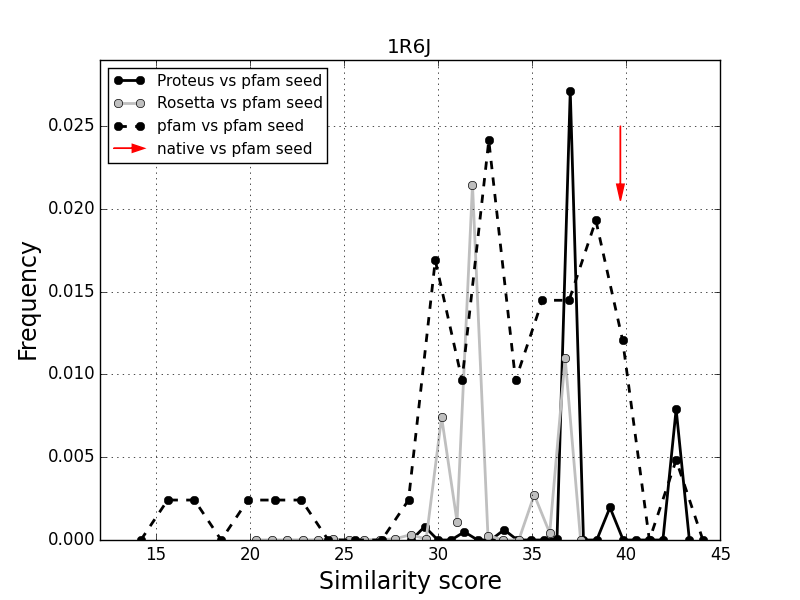 1R6J
Proteus vs pfam seed
Rosetta vs pfam seed
pfam vs pfam seed
native vs pfam seed
Frequency
0.025
0.020
0.015
0.010
0.005
0.000
15 20 25 30 35 40 45
Similarity score